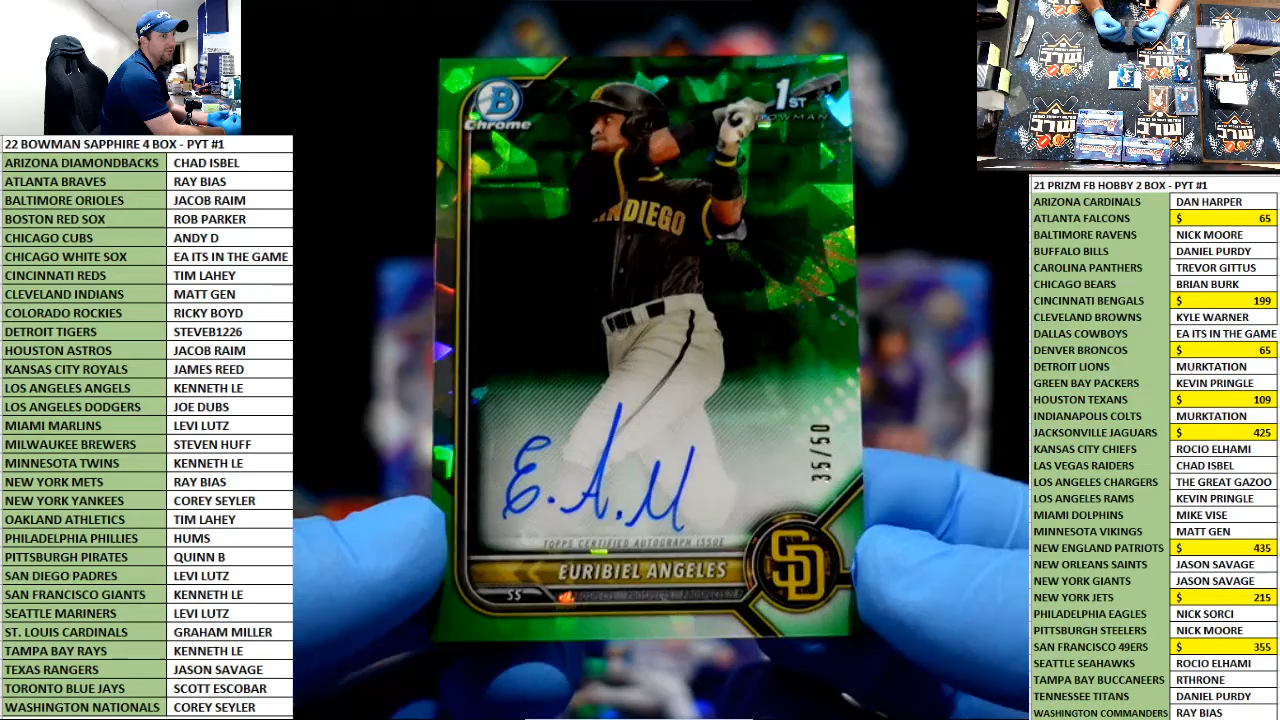 22 BOWMAN SAPPHIRE 4 BOX - PYT #1
ARIZONA DIAMONDBACKS CHAD ISBEL
ATLANTA BRAVES RAY BIAS
BALTIMORE ORIOLES JACOB RAIM
BOSTON RED SOX ROB PARKER
CHICAGO CUBS ANDY D
CHICAGO WHITE SOX EA ITS IN THE GAME
CINCINNATI REDS TIM LAHEY
CLEVELAND INDIANS MATT GEN
COLORADO ROCKIES RICKY BOYD
DETROIT TIGERS STEVEB1226
HOUSTON ASTROS JACOB RAIM
KANSAS CITY ROYALS JAMES REED
LOS ANGELES ANGELS KENNETH LE
LOS ANGELES DODGERS JOE DUBS
MIAMI MARLINS LEVI LUTZ
MILWAUKEE BREWERS STEVEN HUFF
MINNESOTA TWINS KENNETH LE
NEW YORK METS RAY BIAS
NEW YORK YANKEES COREY SEYLER
OAKLAND ATHLETICS TIM LAHEY
PHILADELPHIA PHILLIES HUMS
PITTSBURGH PIRATES QUINN B
SAN DIEGO PADRES LEVI LUTZ
SAN FRANCISCO GIANTS KENNETH LE
SEATTLE MARINERS LEVI LUTZ
ST. LOUIS CARDINALS GRAHAM MILLER
TAMPA BAY RAYS KENNETH LE
TEXAS RANGERS JASON SAVAGE
TORONTO BLUE JAYS SCOTT ESCOBAR
WASHINGTON NATIONALS COREY SEYLER
B
Chrome
1ST
BOWMAN
DIEGO
35/50
E.A.M
TOPPS CERTIFIED AUTOGRAPH ISSUE
EURIBIEL ANGELES
SS
SD
21 PRIZM FB HOBBY 2 BOX - PYT #1
ARIZONA CARDINALS DAN HARPER
ATLANTA FALCONS $ 65
BALTIMORE RAVENS NICK MOORE
BUFFALO BILLS DANIEL PURDY
CAROLINA PANTHERS TREVOR GITTUS
CHICAGO BEARS BRIAN BURK
CINCINNATI BENGALS $ 199
CLEVELAND BROWNS KYLE WARNER
DALLAS COWBOYS EA ITS IN THE GAME
DENVER BRONCOS $ 65
DETROIT LIONS MURKTATION
GREEN BAY PACKERS KEVIN PRINGLE
HOUSTON TEXANS $ 109
INDIANAPOLIS COLTS MURKTATION
JACKSONVILLE JAGUARS $ 425
KANSAS CITY CHIEFS ROCIO ELHAMI
LAS VEGAS RAIDERS CHAD ISBEL
LOS ANGELES CHARGERS THE GREAT GAZOO
LOS ANGELES RAMS KEVIN PRINGLE
MIAMI DOLPHINS MIKE VISE
MINNESOTA VIKINGS MATT GEN
NEW ENGLAND PATRIOTS $ 435
NEW ORLEANS SAINTS JASON SAVAGE
NEW YORK GIANTS JASON SAVAGE
NEW YORK JETS $ 215
PHILADELPHIA EAGLES NICK SORCI
PITTSBURGH STEELERS NICK MOORE
SAN FRANCISCO 49ERS $ 355
SEATTLE SEAHAWKS ROCIO ELHAMI
TAMPA BAY BUCCANEERS RTHRONE
TENNESSEE TITANS DANIEL PURDY
WASHINGTON COMMANDERS RAY BIAS